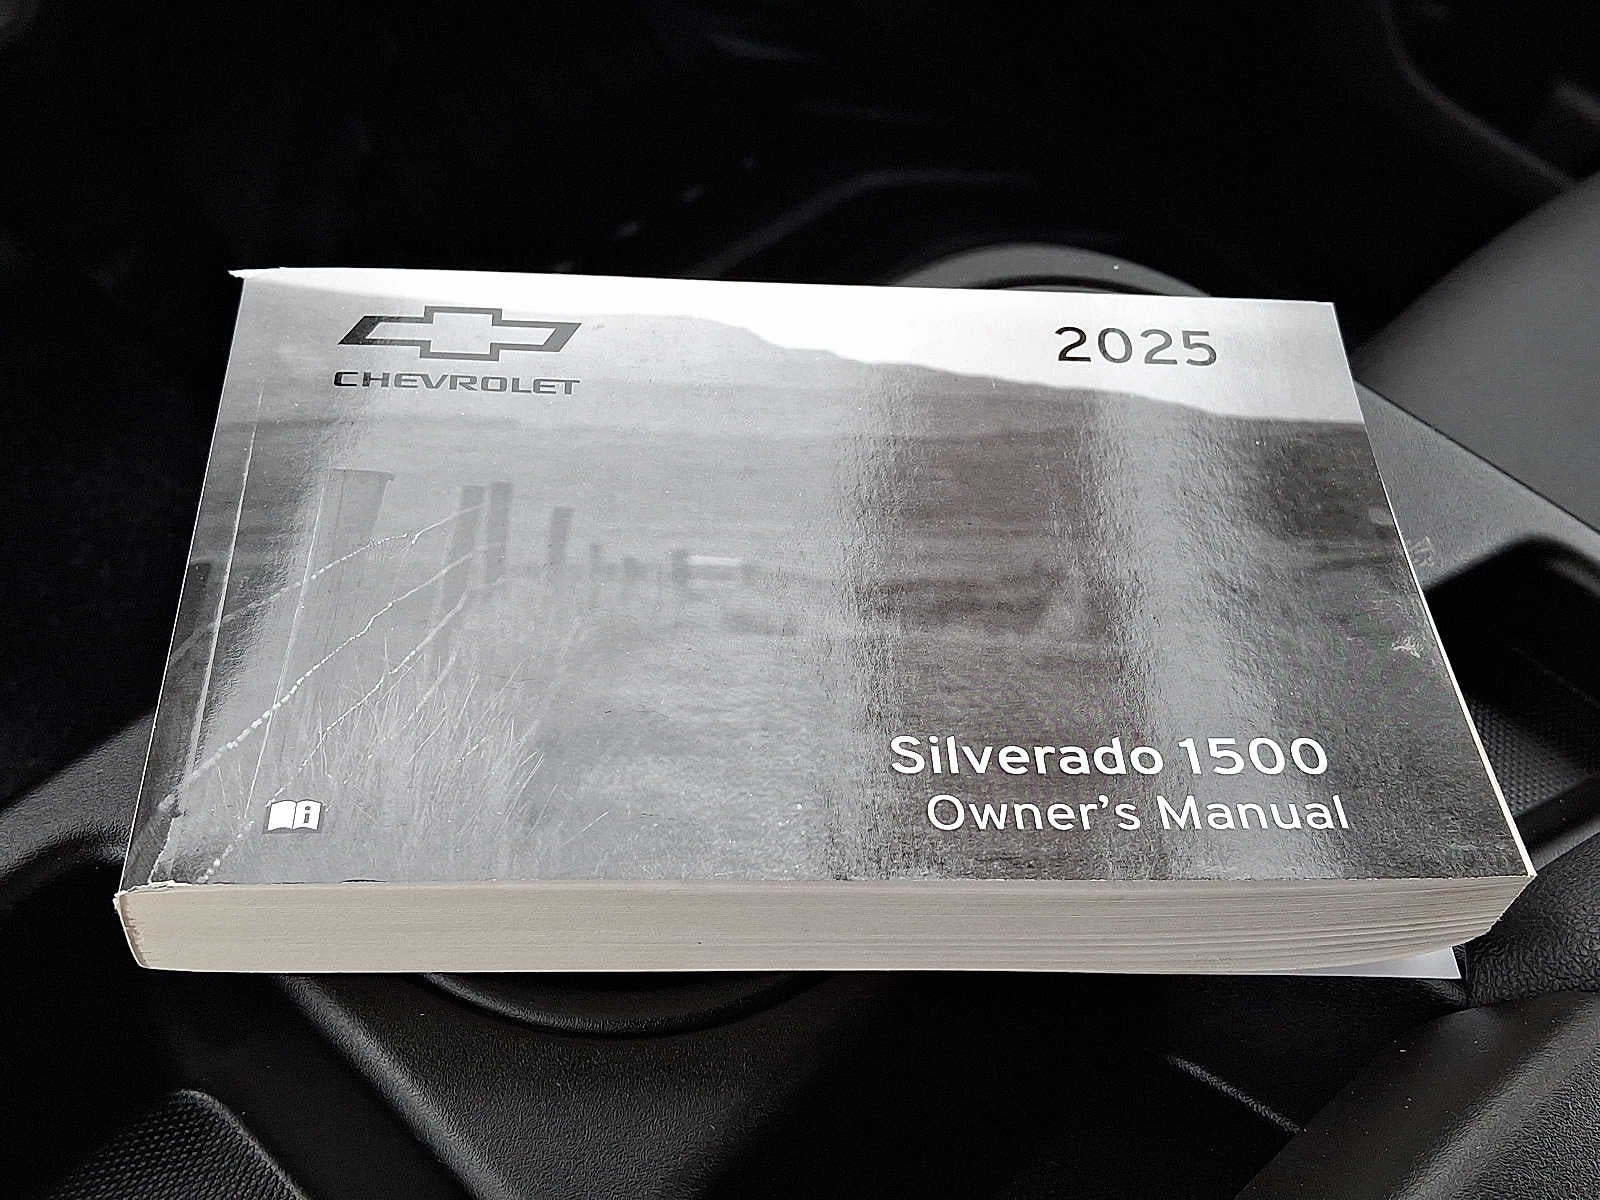 CHEVROLET
2025
Silverado 1500
Owner's Manual